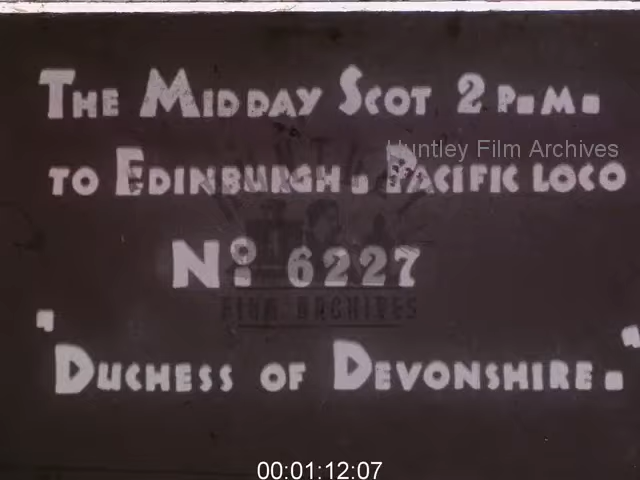 THE MIDDAY SCOT 2 P.M.
Huntley Film Archives
TO EDINBURGH. PACIFIC LOCO
No 6227
FILM ARCHIVES
"DUCHESS OF DEVONSHIRE."
00:01:12:07